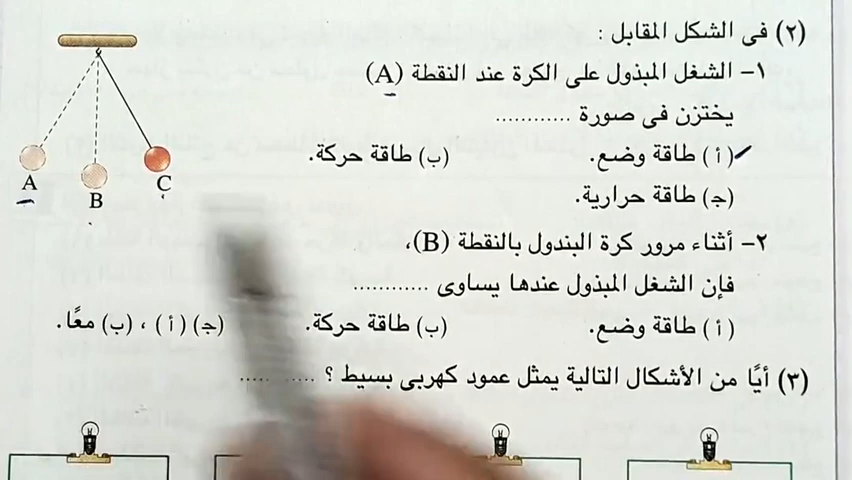 (٢) فى الشكل المقابل :
١- الشغل المبذول على الكرة عند النقطة (A)
يختزن فى صورة ............
(أ) طاقة وضع. (ب) طاقة حركة.
(جـ) طاقة حرارية.
A
B
C
٢- أثناء مرور كرة البندول بالنقطة (B)،
فإن الشغل المبذول عندها يساوى ............
(أ) طاقة وضع. (ب) طاقة حركة. (جـ) (أ) ، (ب) معًا.
(٣) أيًا من الأشكال التالية يمثل عمود كهربى بسيط ؟ ............